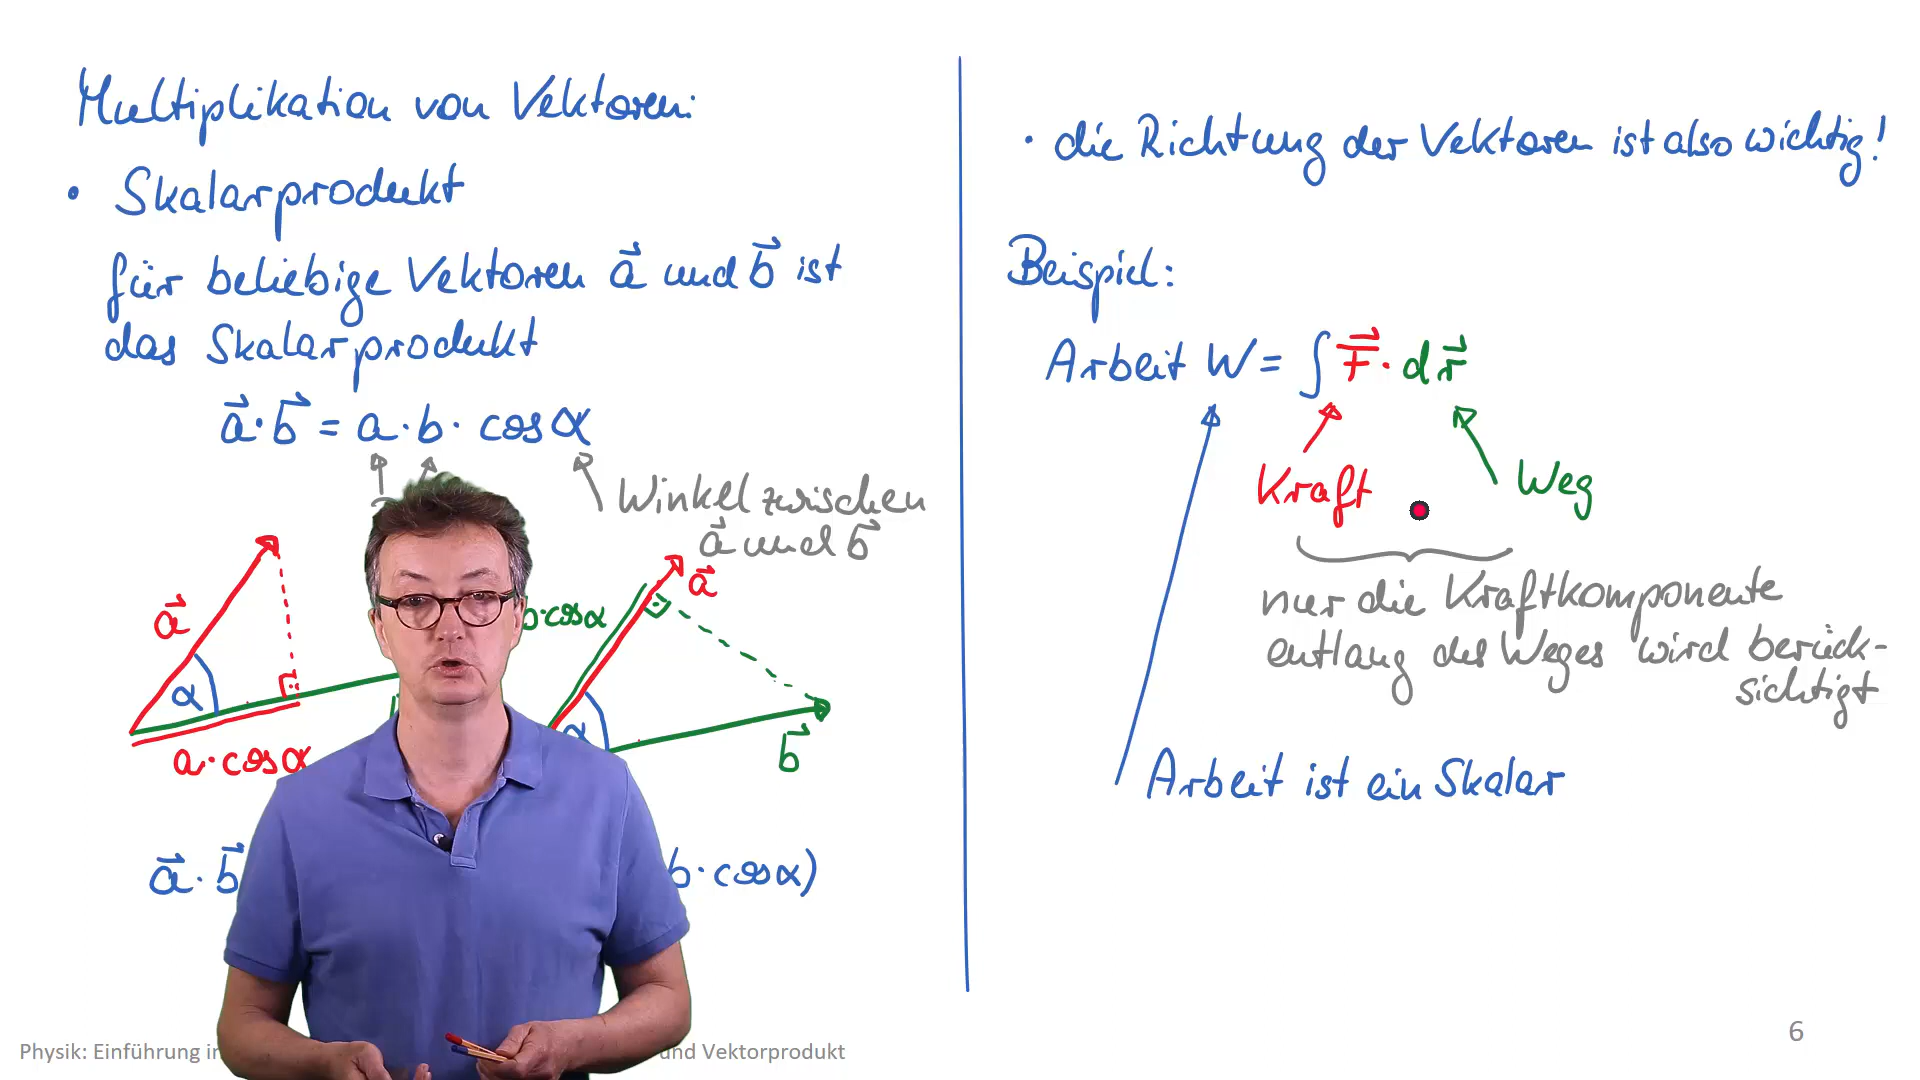 Multiplikation von Vektoren:
• Skalarprodukt
für beliebige Vektoren a⃗ und b⃗ ist
das Skalarprodukt
a⃗ · b⃗ = a · b · cos α
Winkel zwischen
a⃗ und b⃗
a⃗
α
a · cos α
b · cos α
a⃗
α
b⃗
a⃗ · b⃗
b · cos α)
• die Richtung der Vektoren ist also wichtig!
Beispiel:
Arbeit W = ∫ F⃗ · dr⃗
Kraft
Weg
nur die Kraftkomponente
entlang des Weges wird berück-
sichtigt
Arbeit ist ein Skalar
6
Physik: Einführung in
und Vektorprodukt